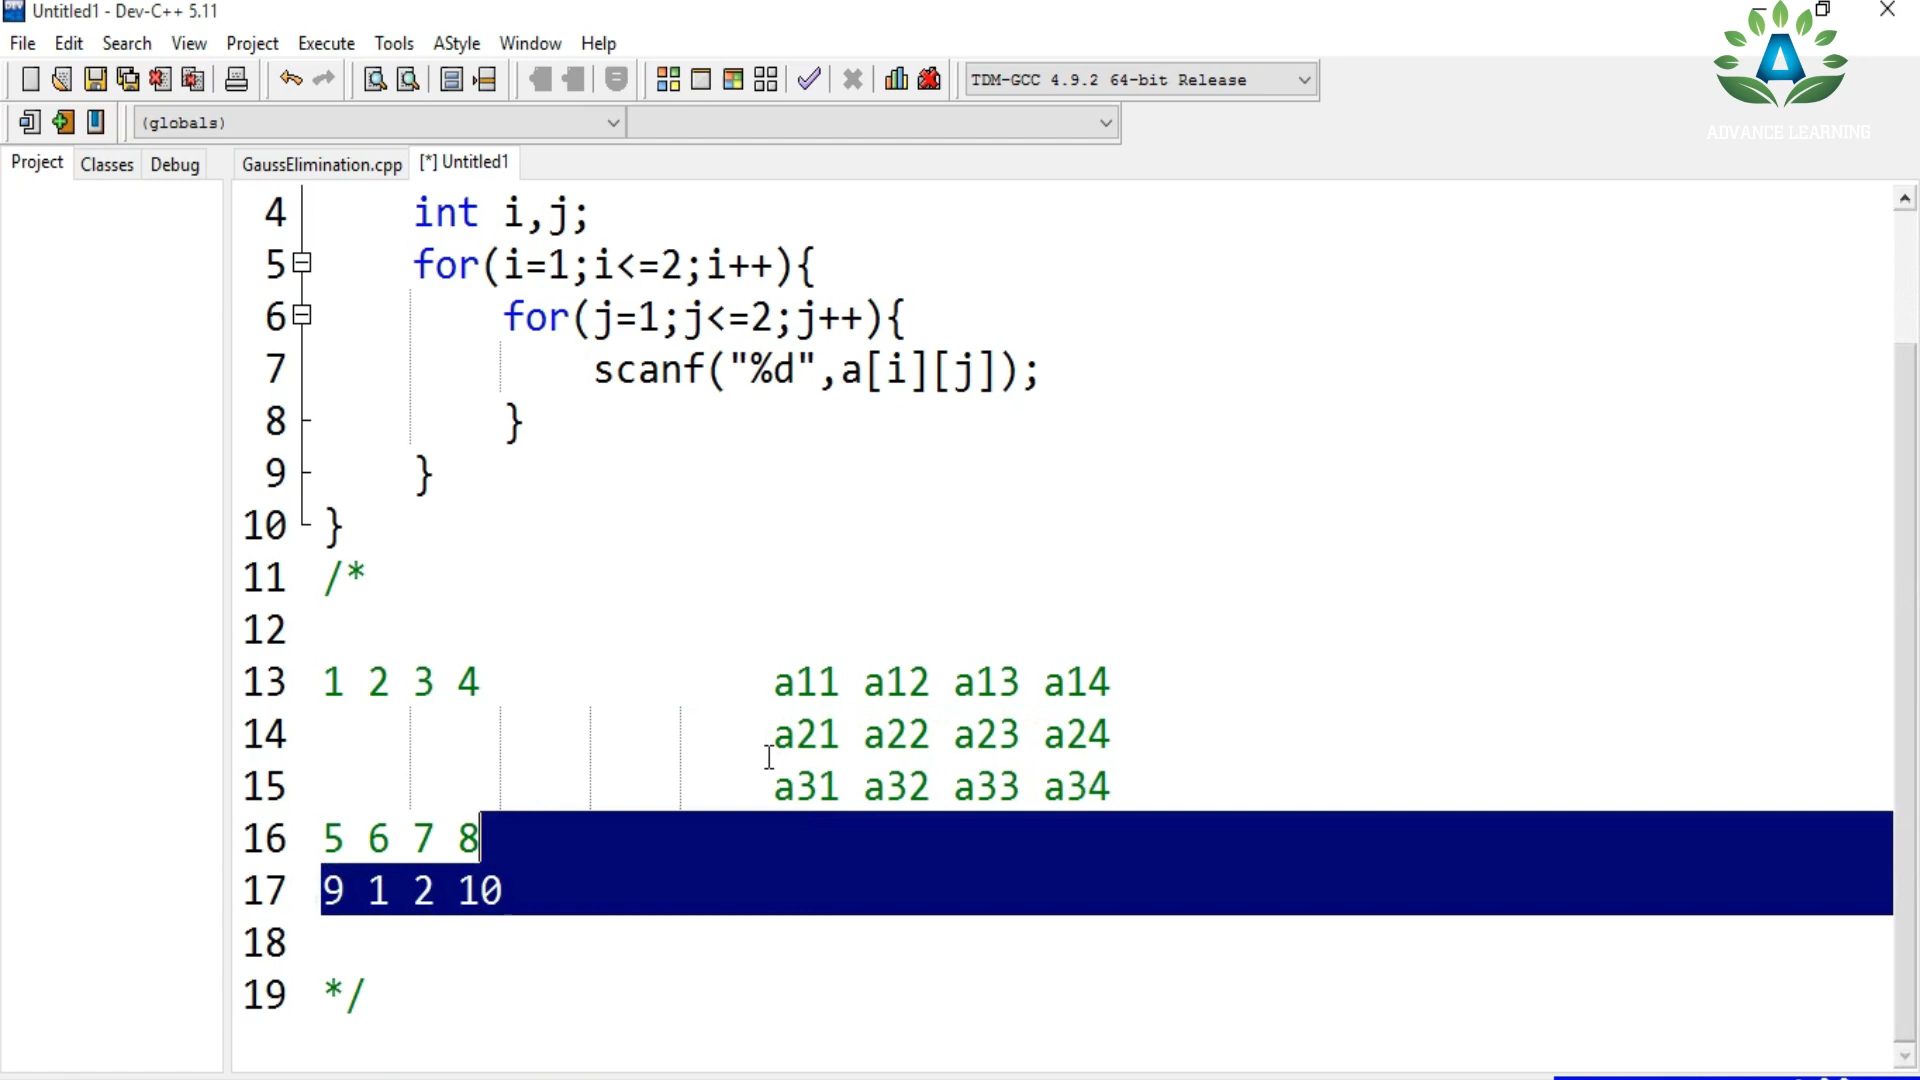 Untitled1 - Dev-C++ 5.11
File Edit Search View Project Execute Tools AStyle Window Help
TDM-GCC 4.9.2 64-bit Release
ADVANCE LEARNING
(globals)
Project Classes Debug GaussElimination.cpp [*] Untitled1
4 int i,j;
5 for(i=1;i<=2;i++){
6 for(j=1;j<=2;j++){
7 scanf("%d",a[i][j]);
8 }
9 }
10 }
11 /*
12
13 1 2 3 4 a11 a12 a13 a14
14 a21 a22 a23 a24
15 a31 a32 a33 a34
16 5 6 7 8
17 9 1 2 10
18
19 */